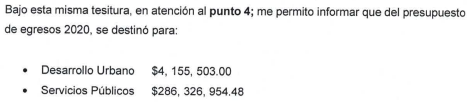 Bajo esta misma tesitura, en atención al punto 4; me permito informar que del presupuesto
de egresos 2020, se destinó para:
• Desarrollo Urbano $4, 155, 503.00
• Servicios Públicos $286, 326, 954.48